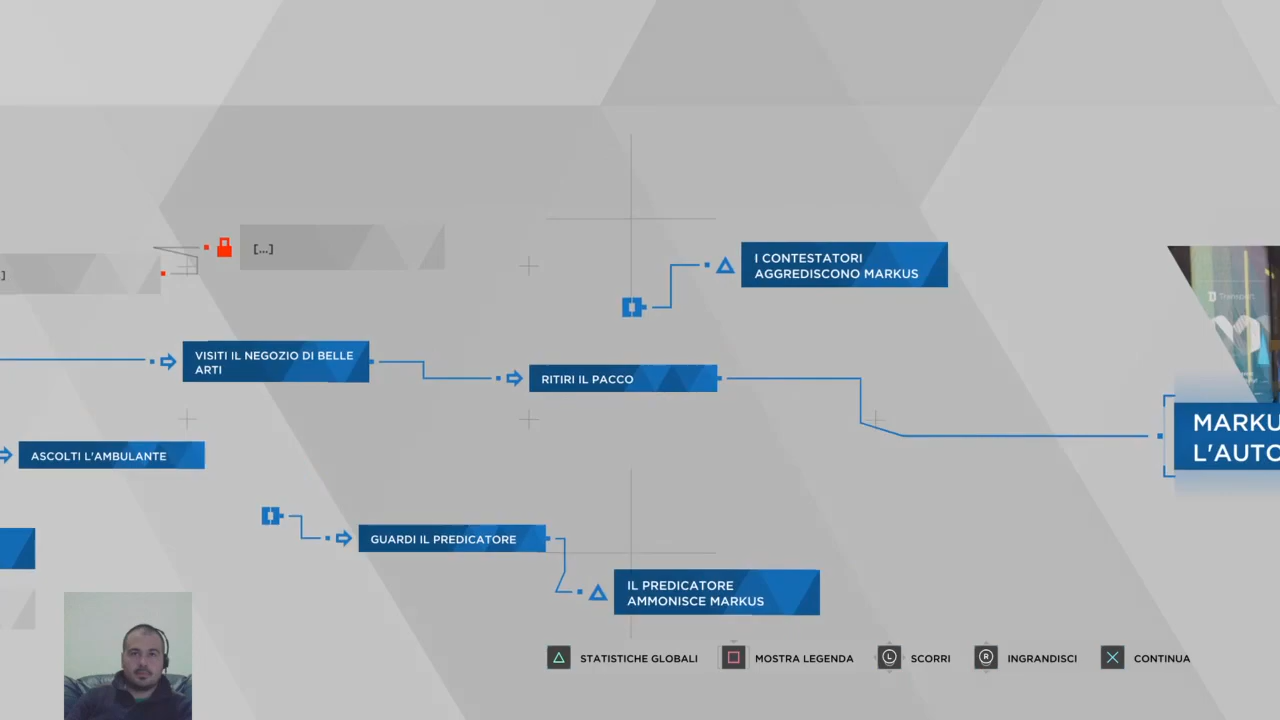 [...]
]
I CONTESTATORI
AGGREDISCONO MARKUS
VISITI IL NEGOZIO DI BELLE
ARTI
RITIRI IL PACCO
MARKU
L'AUTO
ASCOLTI L'AMBULANTE
GUARDI IL PREDICATORE
IL PREDICATORE
AMMONISCE MARKUS
STATISTICHE GLOBALI
MOSTRA LEGENDA
L SCORRI
R INGRANDISCI
CONTINUA